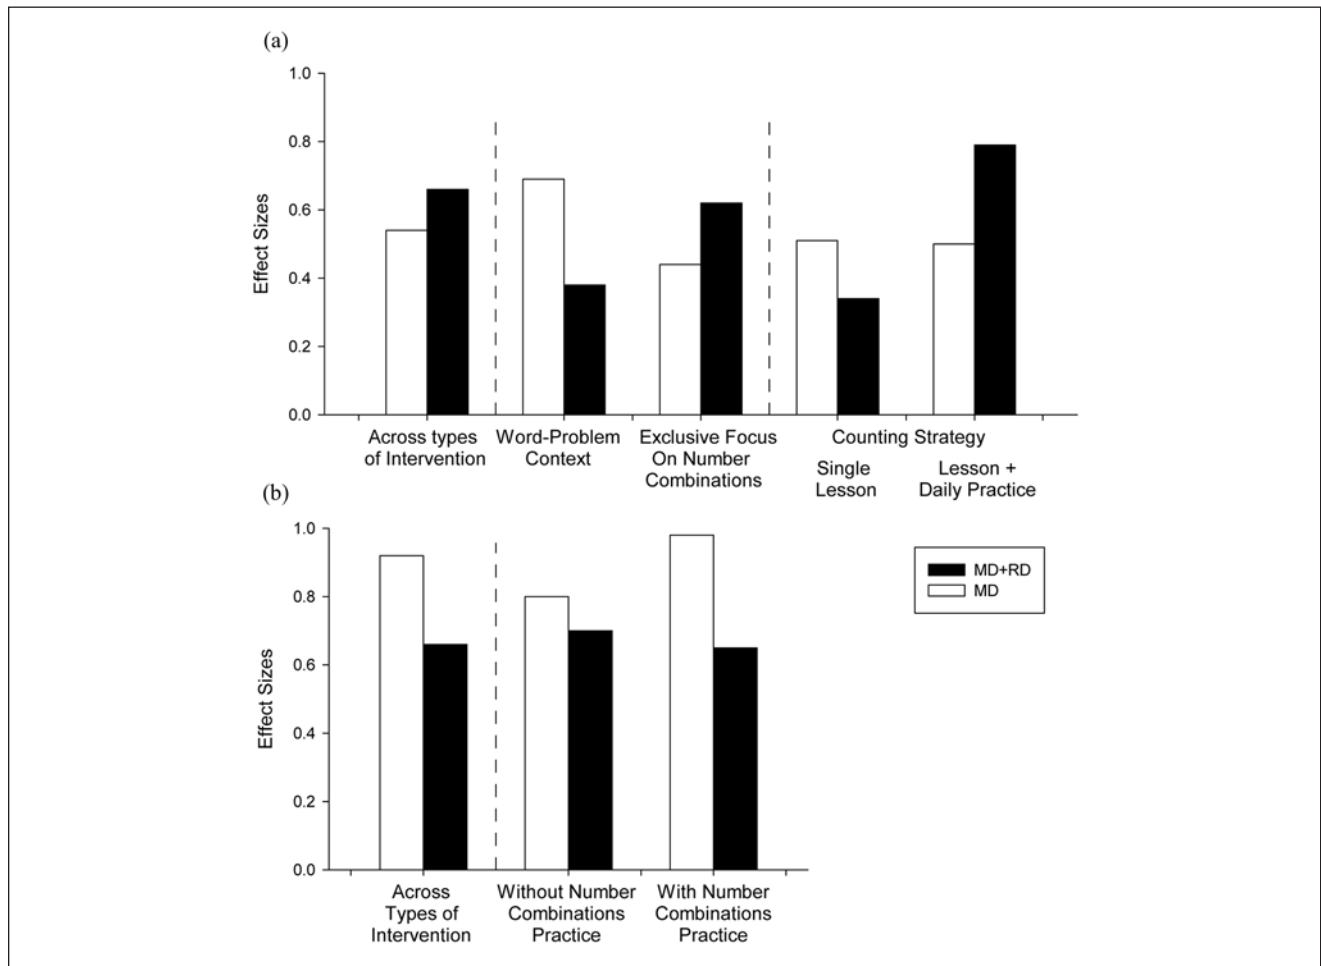 (a)
1.0
0.8
0.6
0.4
0.2
0.0
Effect Sizes
Across types
of Intervention
Word-Problem
Context
Exclusive Focus
On Number
Combinations
Counting Strategy
Single
Lesson
Lesson +
Daily Practice
(b)
1.0
0.8
0.6
0.4
0.2
0.0
Effect Sizes
MD+RD
MD
Across
Types of
Intervention
Without Number
Combinations
Practice
With Number
Combinations
Practice